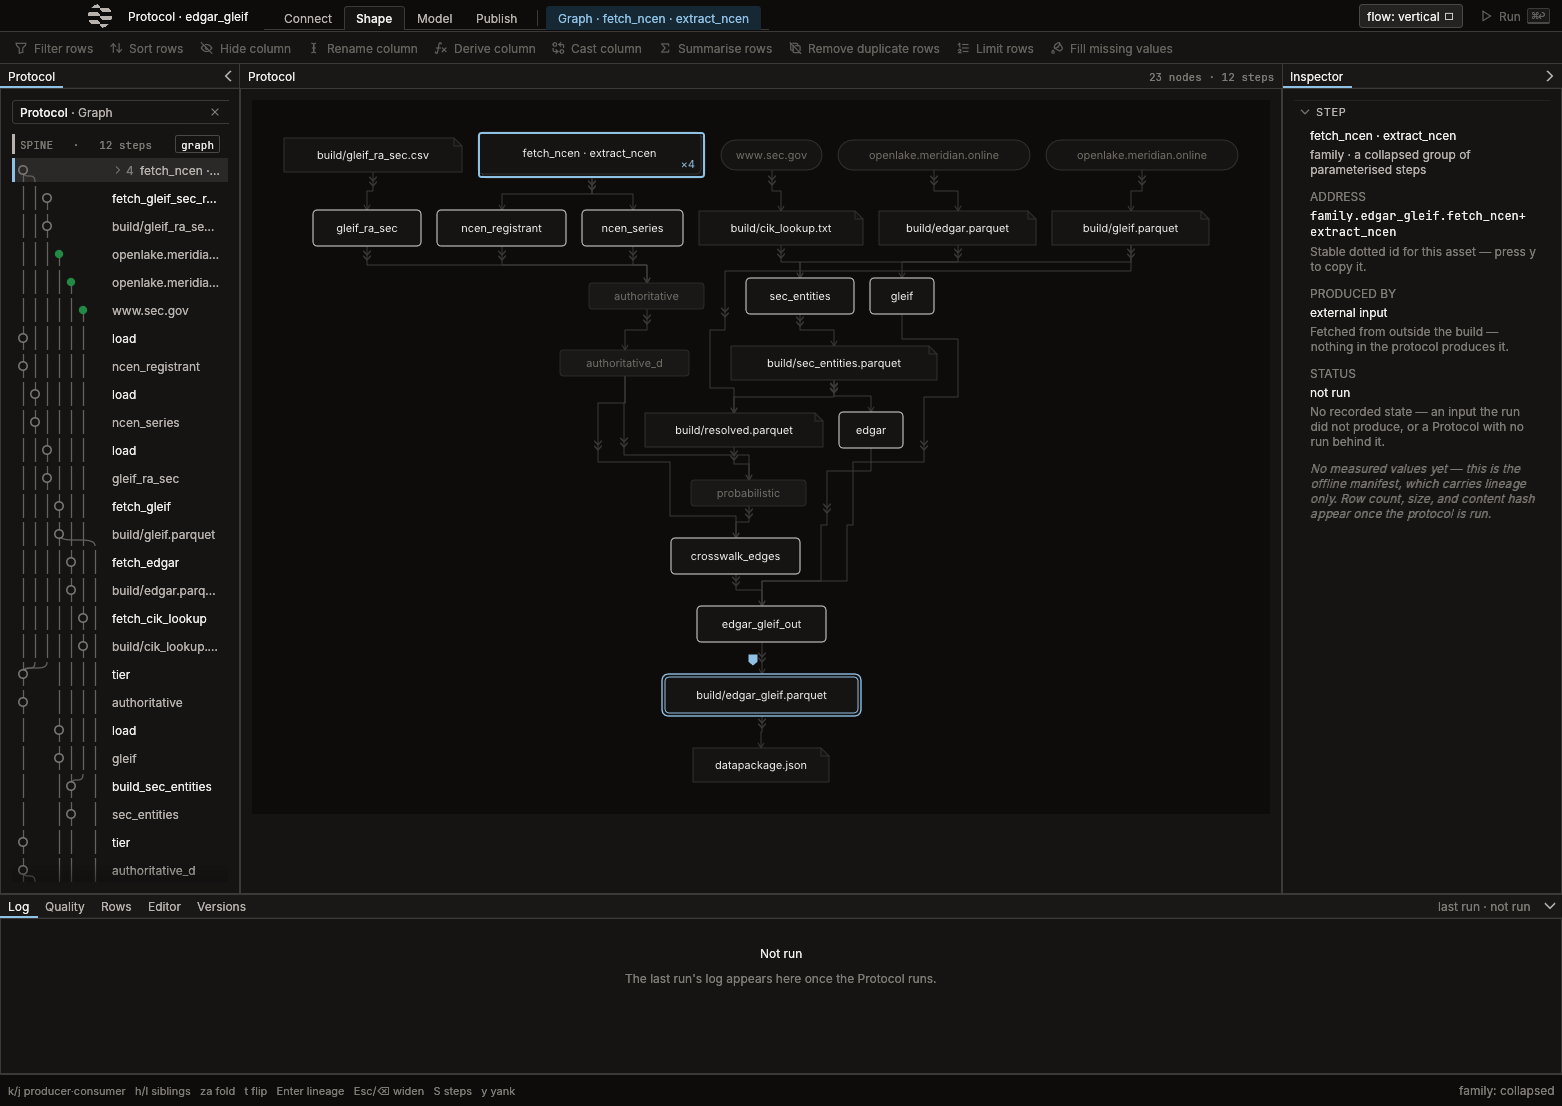 Protocol · edgar_gleif
Connect
Shape
Model
Publish
Graph · fetch_ncen · extract_ncen
flow: vertical
Run
Filter rows
Sort rows
Hide column
Rename column
Derive column
Cast column
Summarise rows
Remove duplicate rows
Limit rows
Fill missing values
Protocol
Protocol · Graph
SPINE · 12 steps
graph
4 fetch_ncen ·...
fetch_gleif_sec_r...
build/gleif_ra_se...
openlake.meridia...
openlake.meridia...
www.sec.gov
load
ncen_registrant
load
ncen_series
load
gleif_ra_sec
fetch_gleif
build/gleif.parquet
fetch_edgar
build/edgar.parq...
fetch_cik_lookup
build/cik_lookup....
tier
authoritative
load
gleif
build_sec_entities
sec_entities
tier
authoritative_d
Protocol
23 nodes · 12 steps
build/gleif_ra_sec.csv
fetch_ncen · extract_ncen
×4
www.sec.gov
openlake.meridian.online
openlake.meridian.online
gleif_ra_sec
ncen_registrant
ncen_series
build/cik_lookup.txt
build/edgar.parquet
build/gleif.parquet
authoritative
sec_entities
gleif
authoritative_d
build/sec_entities.parquet
build/resolved.parquet
edgar
probabilistic
crosswalk_edges
edgar_gleif_out
build/edgar_gleif.parquet
datapackage.json
Inspector
STEP
fetch_ncen · extract_ncen
family · a collapsed group of
parameterised steps
ADDRESS
family.edgar_gleif.fetch_ncen+
extract_ncen
Stable dotted id for this asset — press y
to copy it.
PRODUCED BY
external input
Fetched from outside the build —
nothing in the protocol produces it.
STATUS
not run
No recorded state — an input the run
did not produce, or a Protocol with no
run behind it.
No measured values yet — this is the
offline manifest, which carries lineage
only. Row count, size, and content hash
appear once the protocol is run.
Log
Quality
Rows
Editor
Versions
last run · not run
Not run
The last run's log appears here once the Protocol runs.
k/j producer·consumer
h/l siblings
za fold
t flip
Enter lineage
Esc/⌫ widen
S steps
y yank
family: collapsed